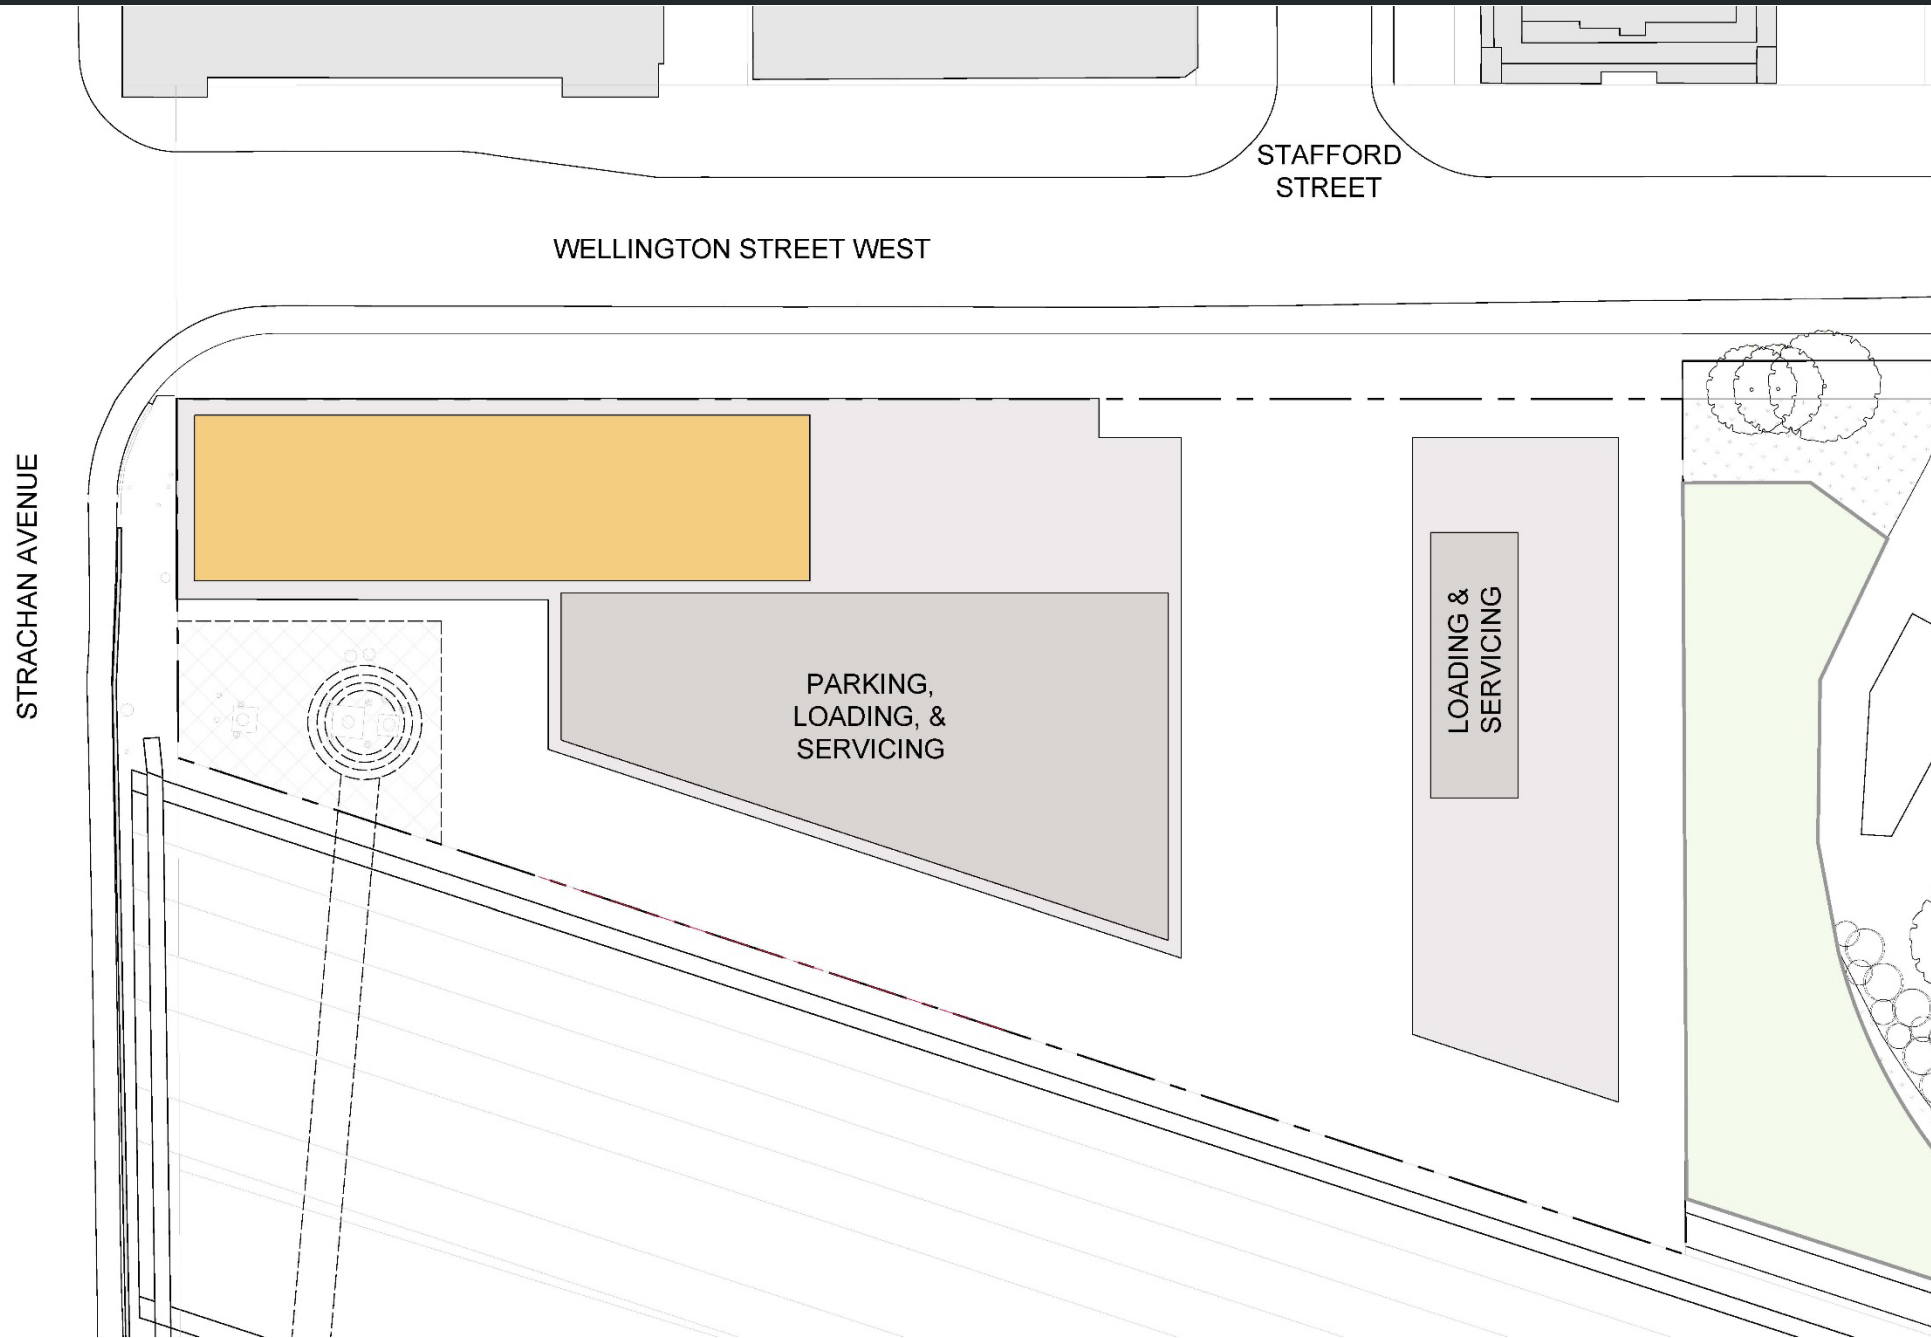 STAFFORD
STREET
WELLINGTON STREET WEST
STRACHAN AVENUE
PARKING,
LOADING, &
SERVICING
LOADING &
SERVICING